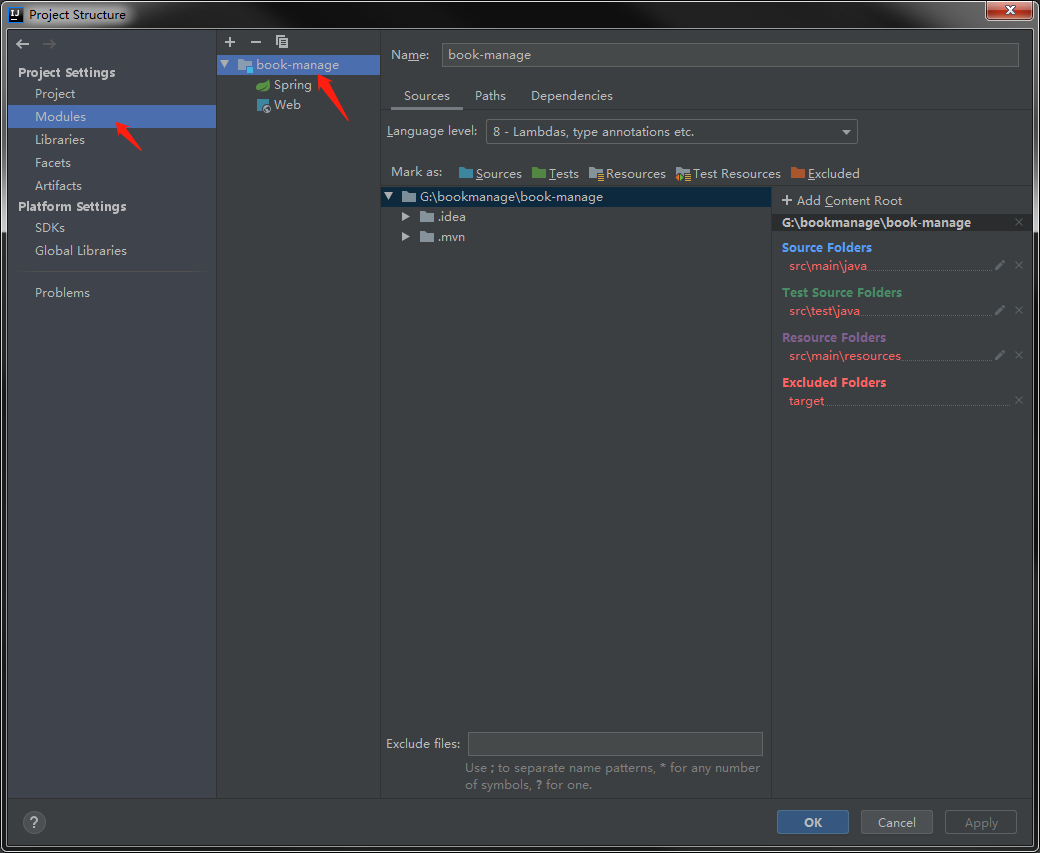 Project Structure
Project Settings
Project
Modules
Libraries
Facets
Artifacts
Platform Settings
SDKs
Global Libraries
Problems
book-manage
Spring
Web
Name: book-manage
Sources Paths Dependencies
Language level: 8 - Lambdas, type annotations etc.
Mark as: Sources Tests Resources Test Resources Excluded
G:\bookmanage\book-manage
.idea
.mvn
Add Content Root
G:\bookmanage\book-manage
Source Folders
src\main\java
Test Source Folders
src\test\java
Resource Folders
src\main\resources
Excluded Folders
target
Exclude files:
Use ; to separate name patterns, * for any number
of symbols, ? for one.
? OK Cancel Apply